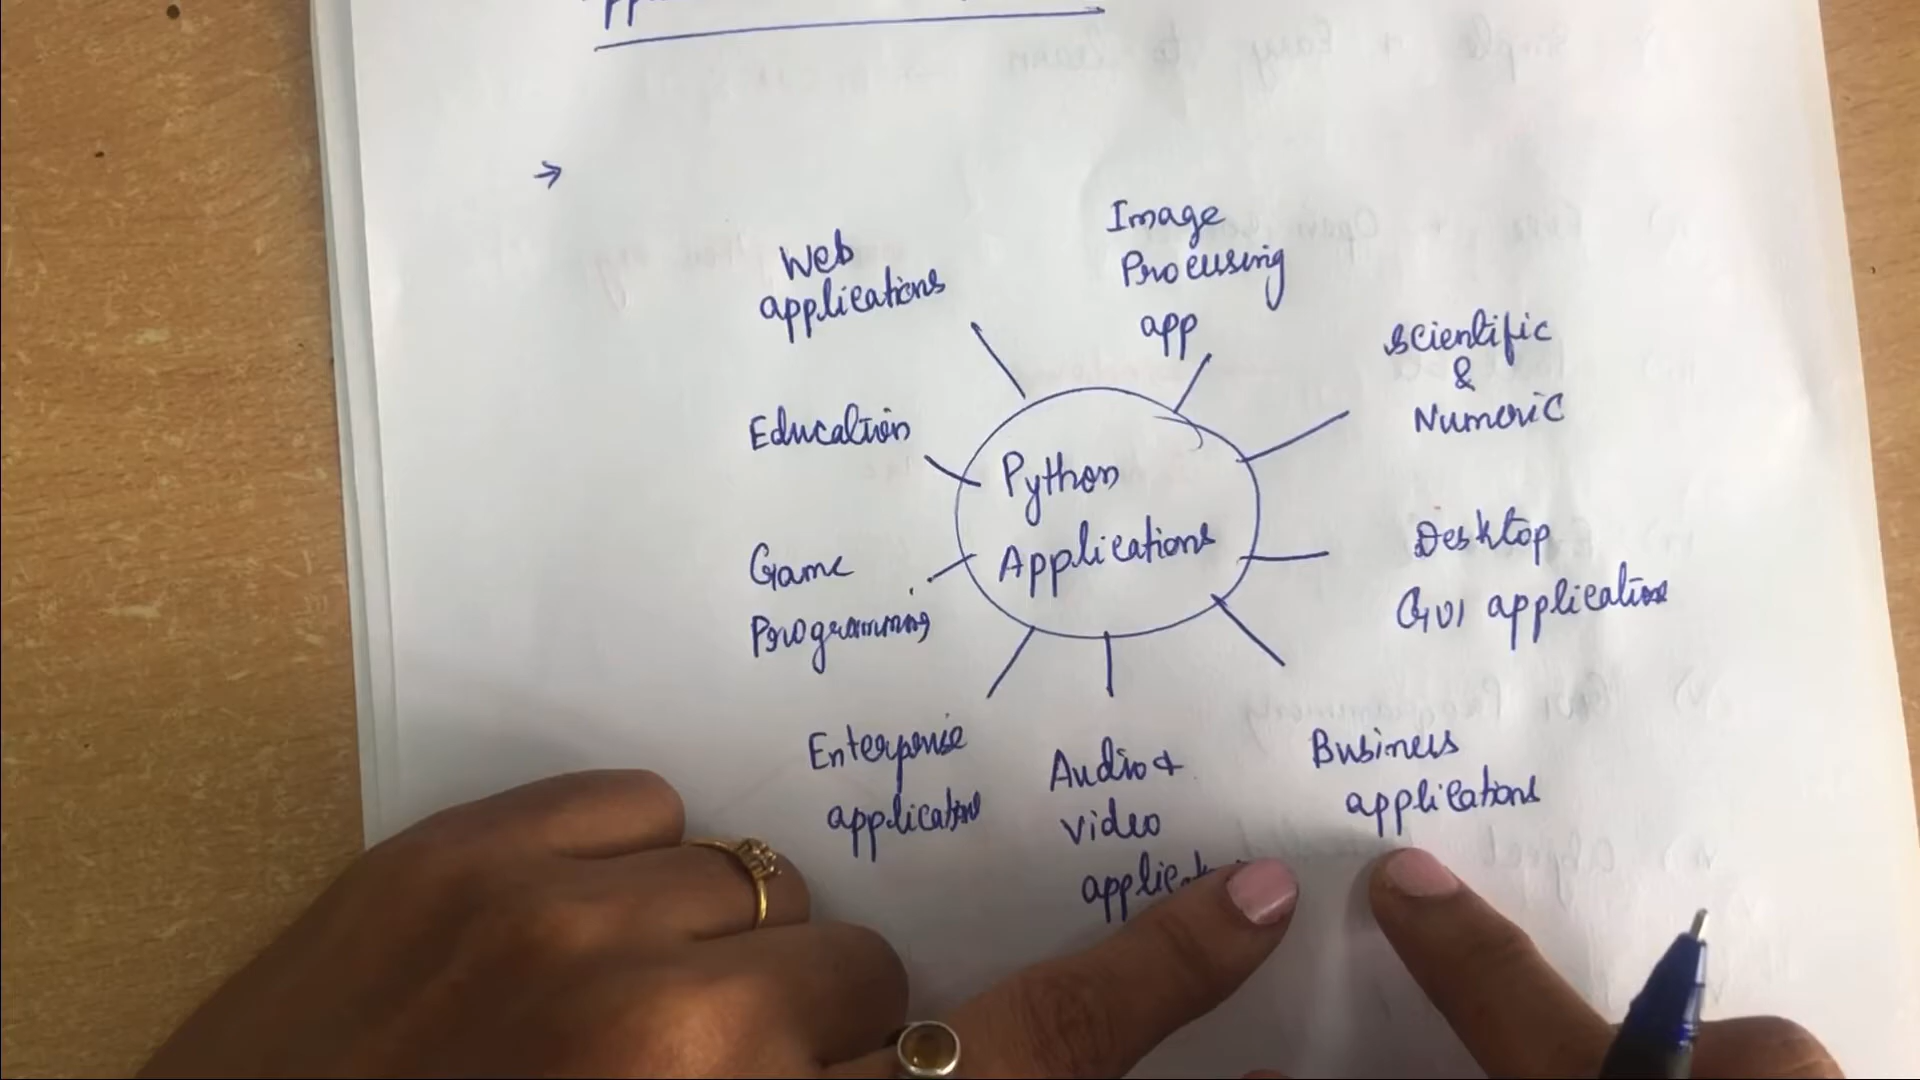 →
Web
applications
Image
Processing
app
Scientific
&
Numeric
Education
Python
Applications
Game
Programming
Desktop
GUI applications
Enterprise
applications
Audio &
video
Business
applications